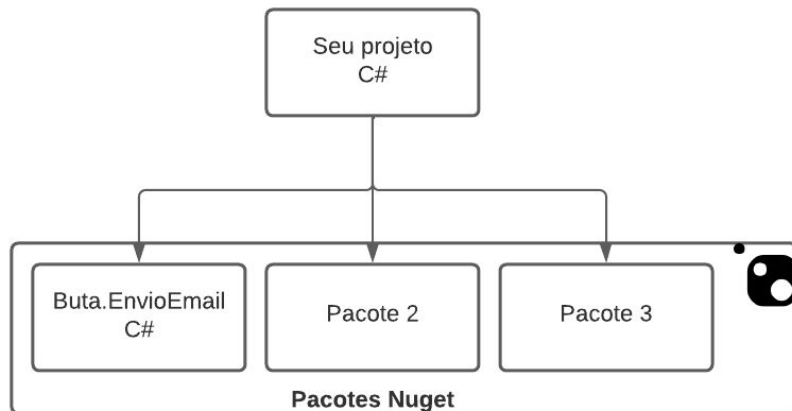 Seu projeto
C#
Buta.EnvioEmail
C#
Pacote 2
Pacote 3
Pacotes Nuget